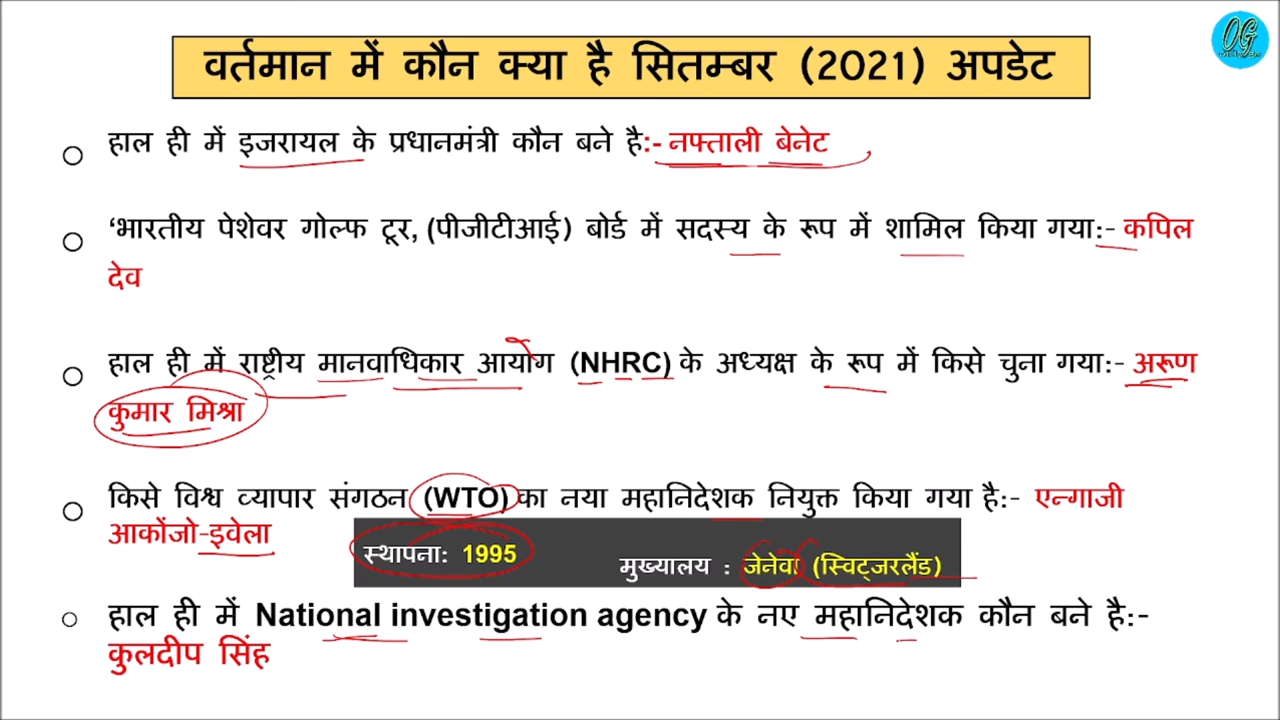 वर्तमान में कौन क्या है सितम्बर (2021) अपडेट
OG
हाल ही में इजरायल के प्रधानमंत्री कौन बने है:- नफ्ताली बेनेट
‘भारतीय पेशेवर गोल्फ टूर, (पीजीटीआई) बोर्ड में सदस्य के रूप में शामिल किया गया:- कपिल
देव
हाल ही में राष्ट्रीय मानवाधिकार आयोग (NHRC) के अध्यक्ष के रूप में किसे चुना गया:- अरूण
कुमार मिश्रा
किसे विश्व व्यापार संगठन (WTO) का नया महानिदेशक नियुक्त किया गया है:- एन्गाजी
आकोंजो-इवेला
स्थापना: 1995 मुख्यालय : जेनेवा (स्विट्जरलैंड)
हाल ही में National investigation agency के नए महानिदेशक कौन बने है:-
कुलदीप सिंह